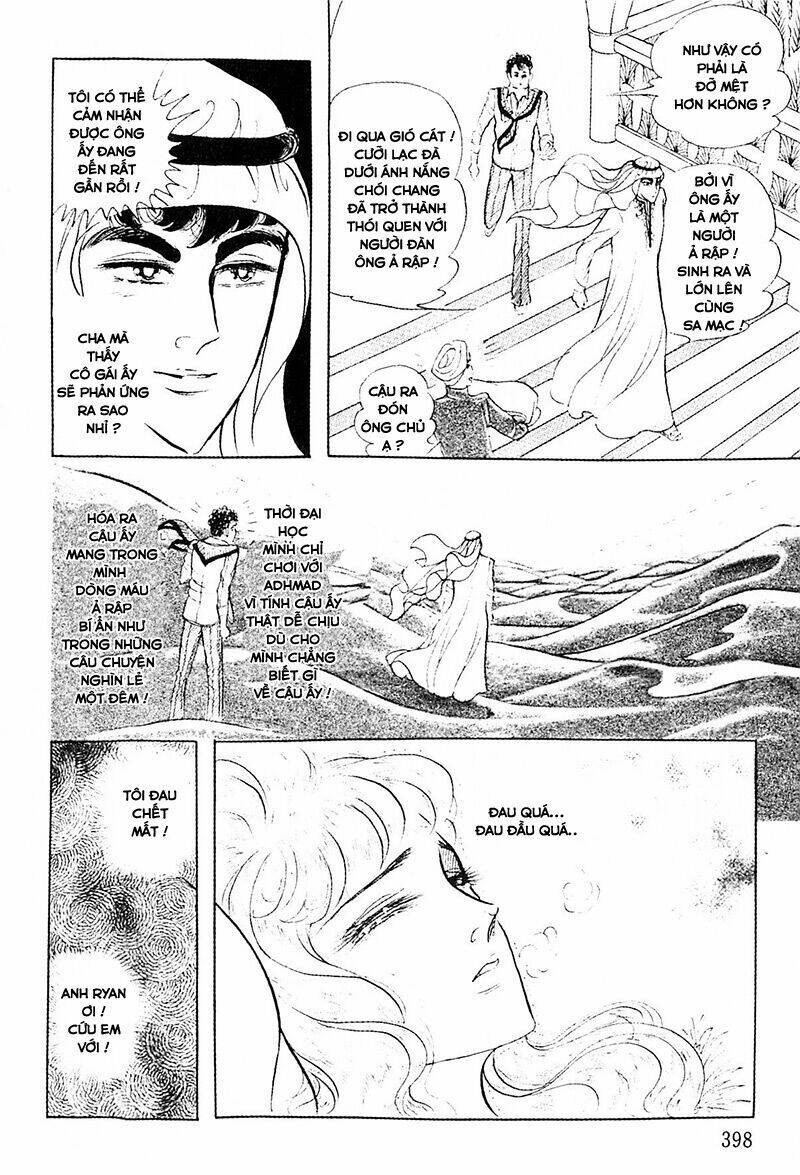 NHƯ VẬY CÓ
PHẢI LÀ
ĐỠ MỆT
HƠN KHÔNG ?
ĐI QUA GIÓ CÁT !
CƯỠI LẠC ĐÀ
DƯỚI ÁNH NẮNG
CHÓI CHANG
ĐÃ TRỞ THÀNH
THÓI QUEN VỚI
NGƯỜI ĐÀN
ÔNG Ả RẬP !
BỞI VÌ
ÔNG ẤY
LÀ MỘT
NGƯỜI
Ả RẬP !
SINH RA VÀ
LỚN LÊN
CÙNG
SA MẠC !
CẬU RA
ĐÓN
ÔNG CHỦ
Ạ ?
TÔI CÓ THỂ
CẢM NHẬN
ĐƯỢC ÔNG
ẤY ĐANG
ĐẾN RẤT
GẦN RỒI !
CHA MÀ
THẤY
CÔ GÁI ẤY
SẼ PHẢN ỨNG
RA SAO
NHỈ ?
THỜI ĐẠI
HỌC
MÌNH CHỈ
CHƠI VỚI
ADHMAD
VÌ TÍNH CẬU ẤY
THẬT DỄ CHỊU
DÙ CHO
MÌNH CHẲNG
BIẾT GÌ
VỀ CẬU ẤY !
HÓA RA
CẬU ẤY
MANG TRONG
MÌNH
DÒNG MÁU
Ả RẬP
BÍ ẨN NHƯ
TRONG NHỮNG
CÂU CHUYỆN
NGHÌN LẺ
MỘT ĐÊM !
ĐAU QUÁ...
ĐAU ĐẦU QUÁ..
TÔI ĐAU
CHẾT
MẤT !
ANH RYAN
ƠI !
CỨU EM
VỚI !
398